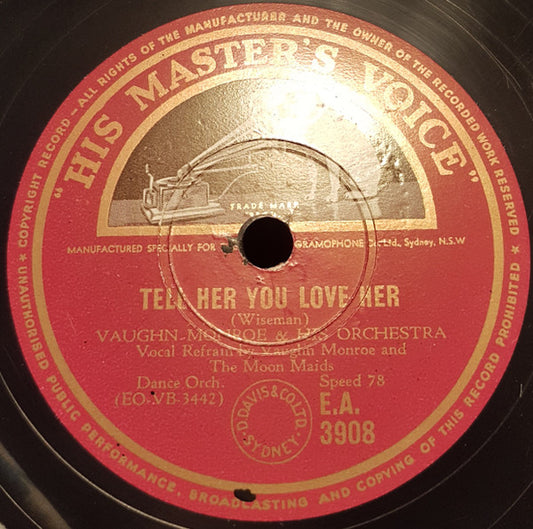 ★ COPYRIGHT RECORD — ALL RIGHTS OF THE MANUFACTURER AND THE OWNER OF THE RECORDED WORK RESERVED ★
"HIS MASTER'S VOICE"
TRADE MARK
MANUFACTURED SPECIALLY FOR GRAMOPHONE Co., Ltd., Sydney, N.S.W
TELL HER YOU LOVE HER
(Wiseman)
VAUGHN MONROE & HIS ORCHESTRA
Vocal Refrain by Vaughn Monroe and
The Moon Maids
Dance Orch. Speed 78
(EO-VB-3442) E.A.
3908
D. DAVIS & CO. LTD. SYDNEY
UNAUTHORISED PUBLIC PERFORMANCE, BROADCASTING AND COPYING OF THIS RECORD PROHIBITED